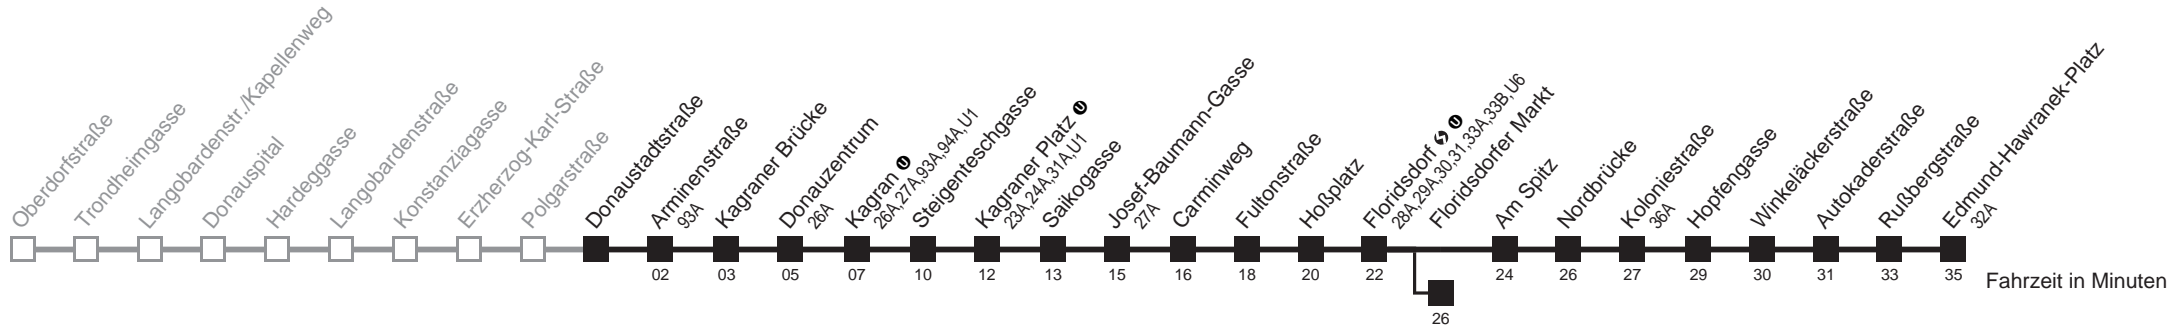 Oberdorfstraße
Trondheimgasse
Langobardenstr./Kapellenweg
Donauspital
Hardeggasse
Langobardenstraße
Konstanziagasse
Erzherzog-Karl-Straße
Polgarstraße
Donaustadtstraße
Arminenstraße
93A
Kagraner Brücke
Donauzentrum
26A
Kagran U
26A,27A,93A,94A,U1
Steigenteschgasse
Kagraner Platz U
23A,24A,31A,U1
Saikogasse
Josef-Baumann-Gasse
27A
Carminweg
Fultonstraße
Hoßplatz
Floridsdorf S U
28A,29A,30,31,33A,33B,U6
Floridsdorfer Markt
Am Spitz
Nordbrücke
Koloniestraße
36A
Hopfengasse
Winkeläckerstraße
Autokaderstraße
Rußbergstraße
Edmund-Hawranek-Platz
32A
02 03 05 07 10 12 13 15 16 18 20 22 24 26 27 29 30 31 33 35
Fahrzeit in Minuten
26